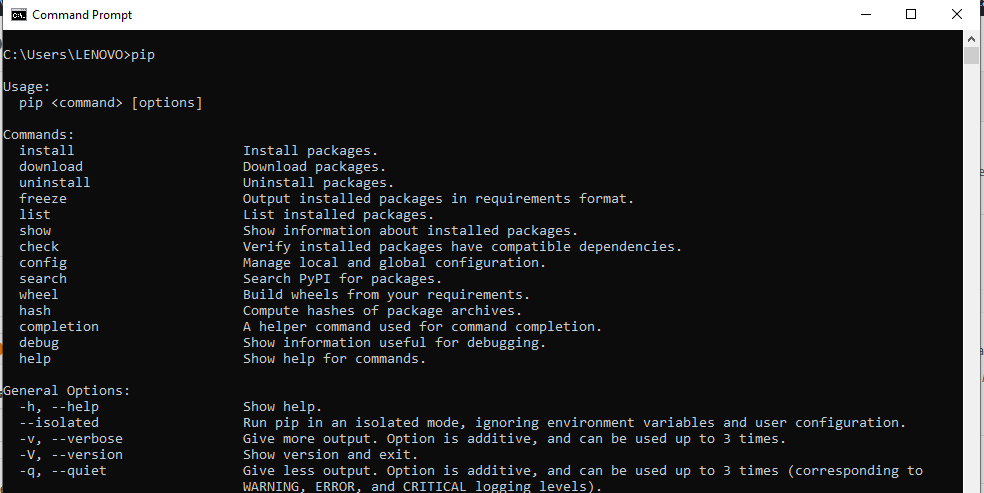 Command Prompt
C:\Users\LENOVO>pip
Usage:
  pip <command> [options]
Commands:
  install                     Install packages.
  download                    Download packages.
  uninstall                   Uninstall packages.
  freeze                      Output installed packages in requirements format.
  list                        List installed packages.
  show                        Show information about installed packages.
  check                       Verify installed packages have compatible dependencies.
  config                      Manage local and global configuration.
  search                      Search PyPI for packages.
  wheel                       Build wheels from your requirements.
  hash                        Compute hashes of package archives.
  completion                  A helper command used for command completion.
  debug                       Show information useful for debugging.
  help                        Show help for commands.
General Options:
  -h, --help                  Show help.
  --isolated                  Run pip in an isolated mode, ignoring environment variables and user configuration.
  -v, --verbose               Give more output. Option is additive, and can be used up to 3 times.
  -V, --version               Show version and exit.
  -q, --quiet                 Give less output. Option is additive, and can be used up to 3 times (corresponding to
                              WARNING, ERROR, and CRITICAL logging levels).